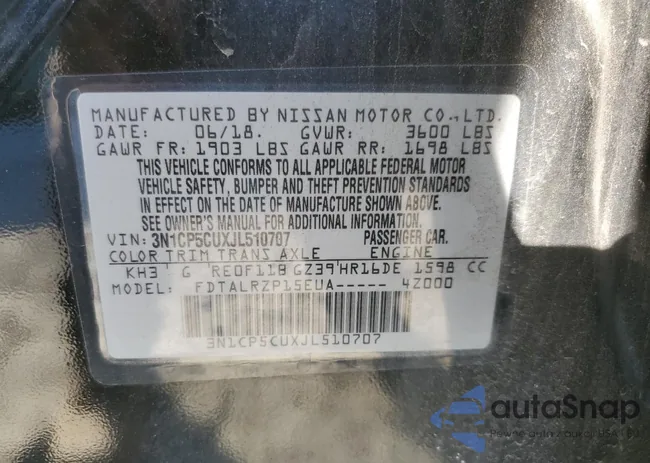 MANUFACTURED BY NISSAN MOTOR CO.,LTD.
DATE: 06/18. GVWR: 3600 LBS
GAWR FR: 1903 LBS GAWR RR: 1698 LBS
THIS VEHICLE CONFORMS TO ALL APPLICABLE FEDERAL MOTOR
VEHICLE SAFETY, BUMPER AND THEFT PREVENTION STANDARDS
IN EFFECT ON THE DATE OF MANUFACTURE SHOWN ABOVE.
SEE OWNER'S MANUAL FOR ADDITIONAL INFORMATION.
VIN: 3N1CP5CUXJL510707 PASSENGER CAR.
COLOR TRIM TRANS AXLE ENGINE
KH3 G RE0F11B GZ39 HR16DE 1598 CC
MODEL: FDTALRZP15EUA----- 4Z000
3N1CP5CUXJL510707
autaSnap